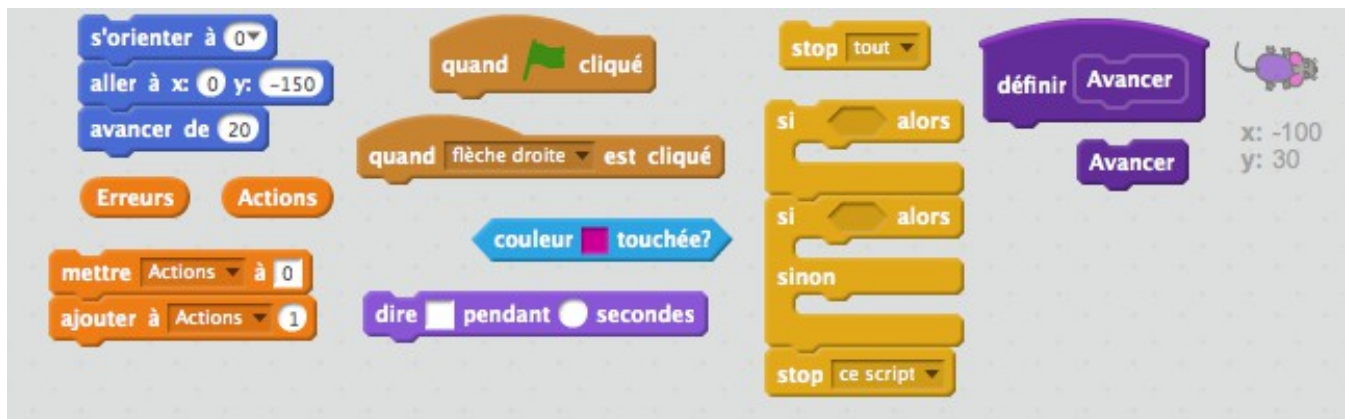 s'orienter à 0
aller à x: 0 y: -150
avancer de 20
Erreurs
Actions
mettre Actions à 0
ajouter à Actions 1
quand cliqué
quand flèche droite est cliqué
couleur touchée?
dire pendant secondes
stop tout
si alors
si alors
sinon
stop ce script
définir Avancer
Avancer
x: -100
y: 30